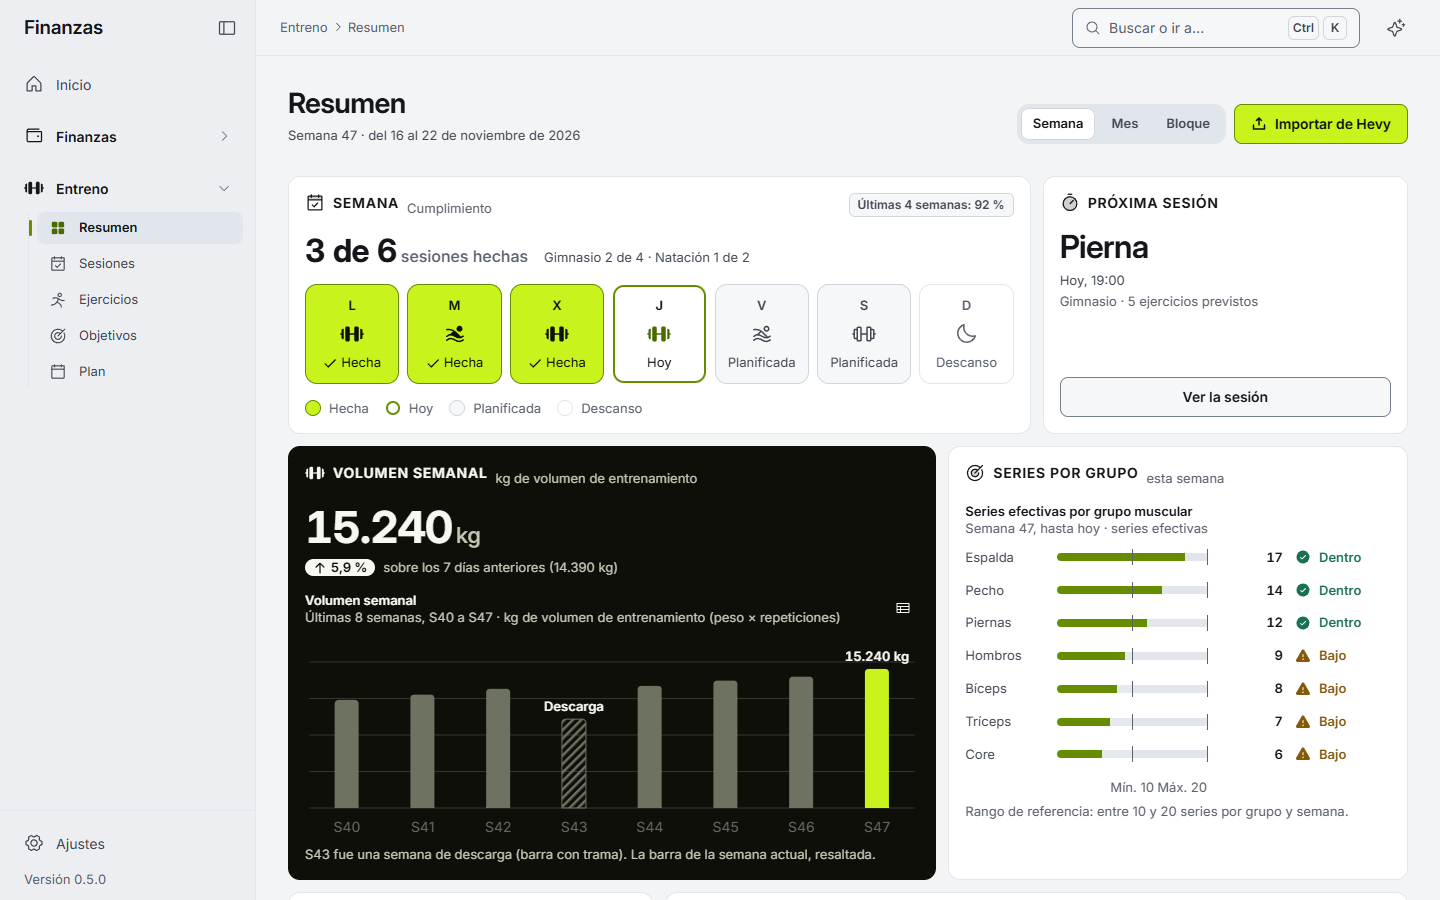 Finanzas
Inicio
Finanzas
Entreno
Resumen
Sesiones
Ejercicios
Objetivos
Plan
Ajustes
Versión 0.5.0
Entreno > Resumen
Buscar o ir a... Ctrl K
Resumen
Semana 47 · del 16 al 22 de noviembre de 2026
Semana Mes Bloque
Importar de Hevy
SEMANA Cumplimiento
Últimas 4 semanas: 92 %
3 de 6 sesiones hechas Gimnasio 2 de 4 · Natación 1 de 2
L M X J V S D
Hecha Hecha Hecha Hoy Planificada Planificada Descanso
Hecha Hoy Planificada Descanso
PRÓXIMA SESIÓN
Pierna
Hoy, 19:00
Gimnasio · 5 ejercicios previstos
Ver la sesión
VOLUMEN SEMANAL kg de volumen de entrenamiento
15.240 kg
↑ 5,9 % sobre los 7 días anteriores (14.390 kg)
Volumen semanal
Últimas 8 semanas, S40 a S47 · kg de volumen de entrenamiento (peso × repeticiones)
15.240 kg
Descarga
S40 S41 S42 S43 S44 S45 S46 S47
S43 fue una semana de descarga (barra con trama). La barra de la semana actual, resaltada.
SERIES POR GRUPO esta semana
Series efectivas por grupo muscular
Semana 47, hasta hoy · series efectivas
Espalda 17 Dentro
Pecho 14 Dentro
Piernas 12 Dentro
Hombros 9 Bajo
Bíceps 8 Bajo
Tríceps 7 Bajo
Core 6 Bajo
Mín. 10 Máx. 20
Rango de referencia: entre 10 y 20 series por grupo y semana.